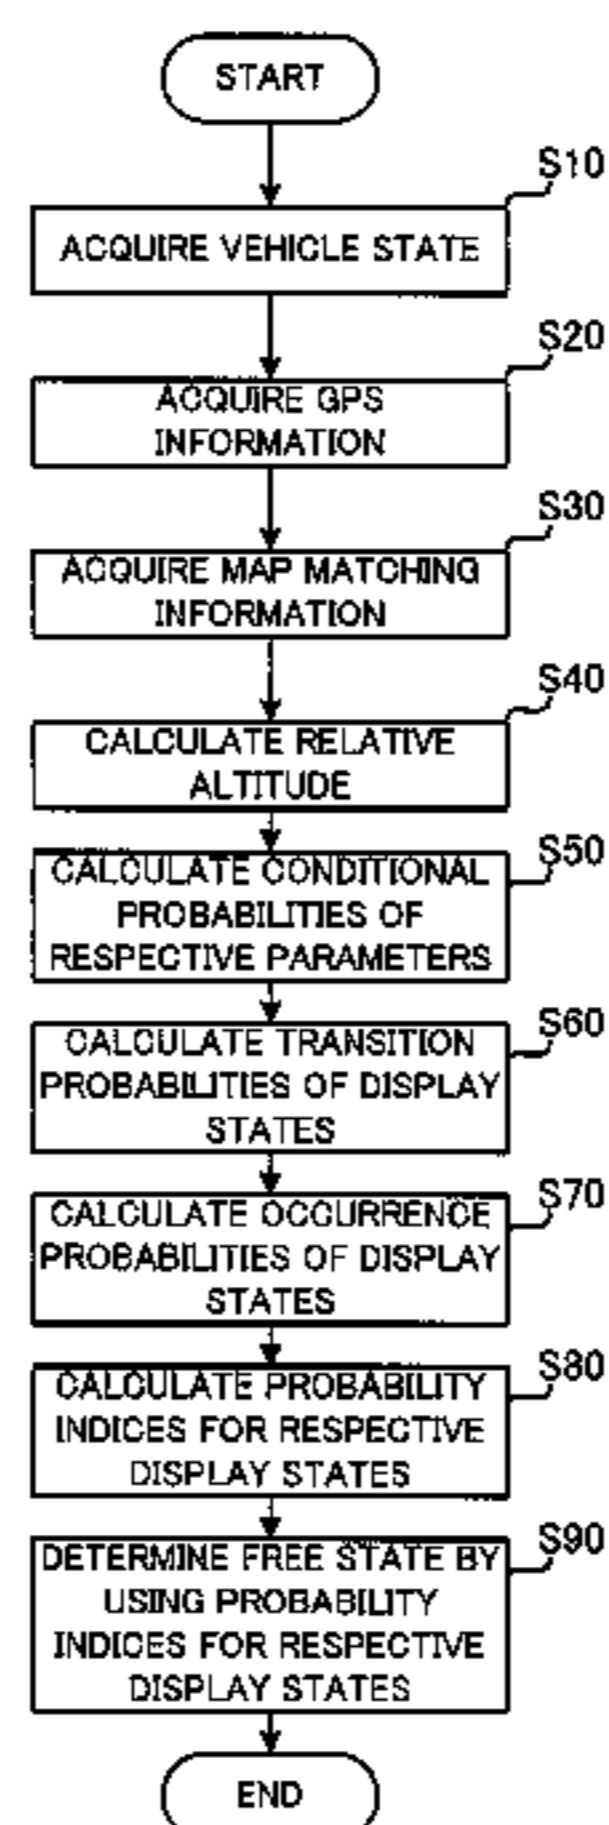 START
S10
ACQUIRE VEHICLE STATE
S20
ACQUIRE GPS
INFORMATION
S30
ACQUIRE MAP MATCHING
INFORMATION
S40
CALCULATE RELATIVE
ALTITUDE
S50
CALCULATE CONDITIONAL
PROBABILITIES OF
RESPECTIVE PARAMETERS
S60
CALCULATE TRANSITION
PROBABILITIES OF DISPLAY
STATES
S70
CALCULATE OCCURRENCE
PROBABILITIES OF DISPLAY
STATES
S80
CALCULATE PROBABILITY
INDICES FOR RESPECTIVE
DISPLAY STATES
S90
DETERMINE FREE STATE BY
USING PROBABILITY
INDICES FOR RESPECTIVE
DISPLAY STATES
END